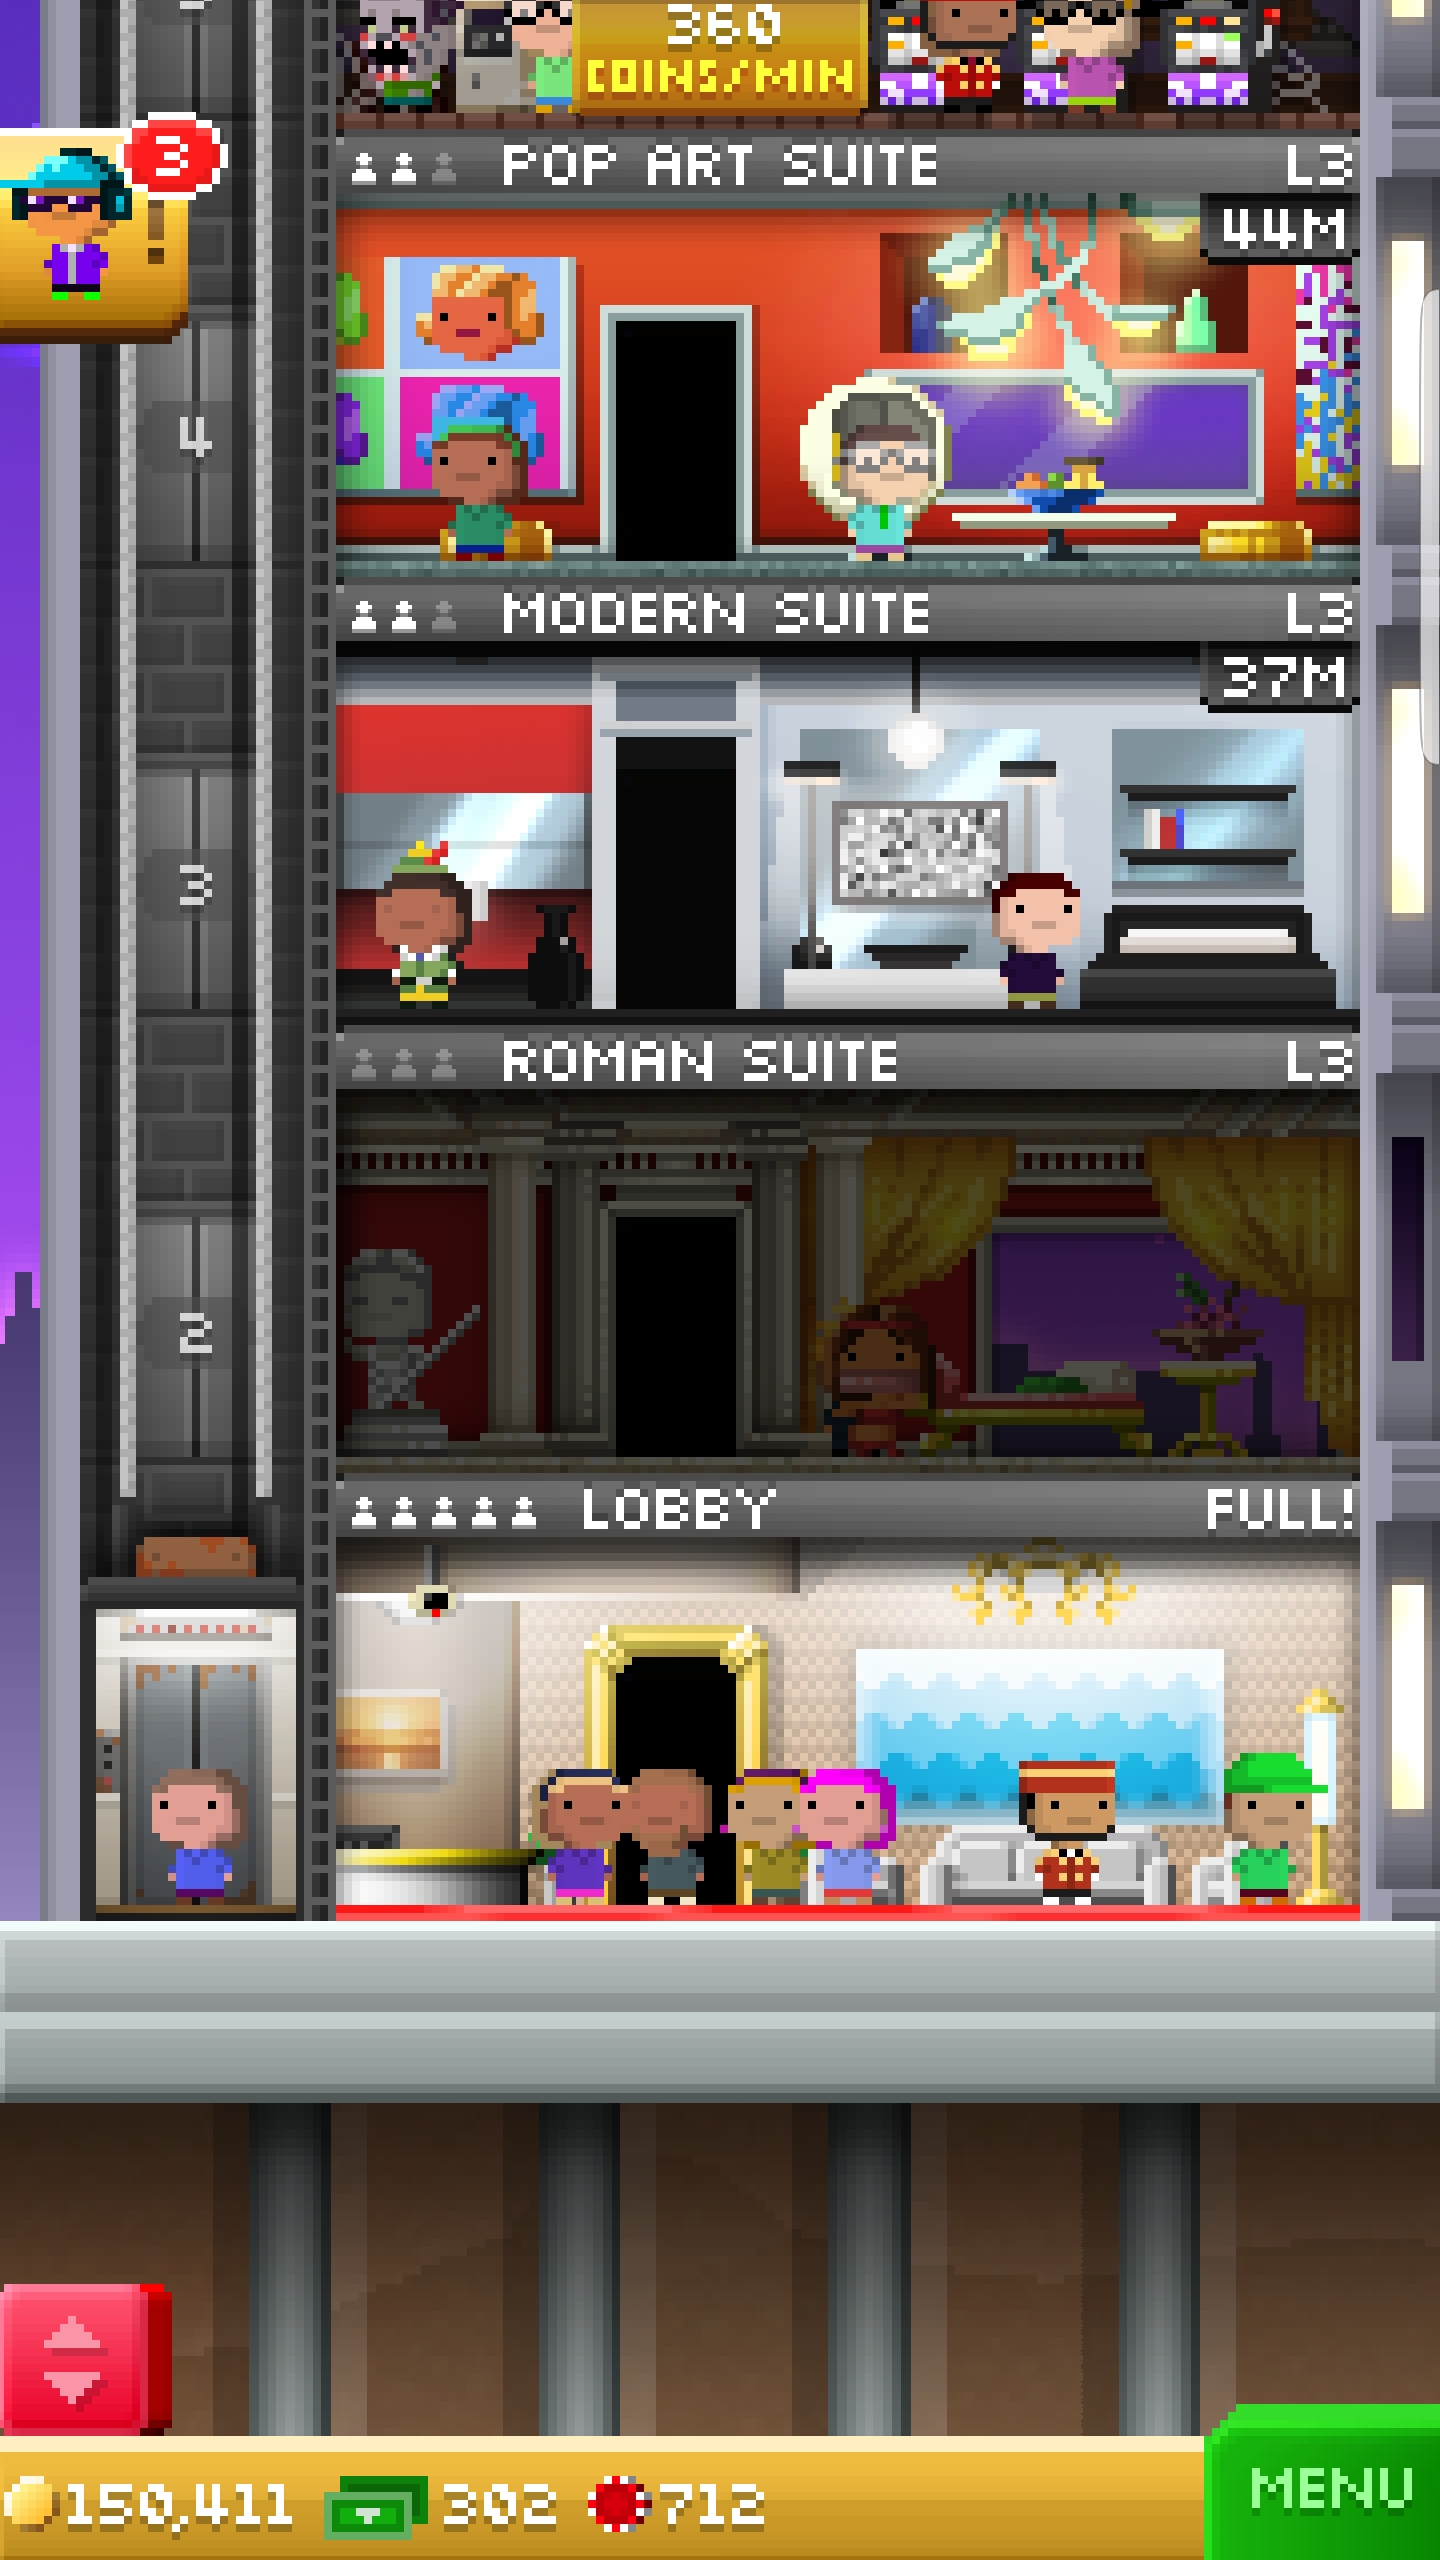 360
COINS/MIN
3
POP ART SUITE L3
44M
4
MODERN SUITE L3
37M
3
ROMAN SUITE L3
2
LOBBY FULL!
MENU
150,411 302 712